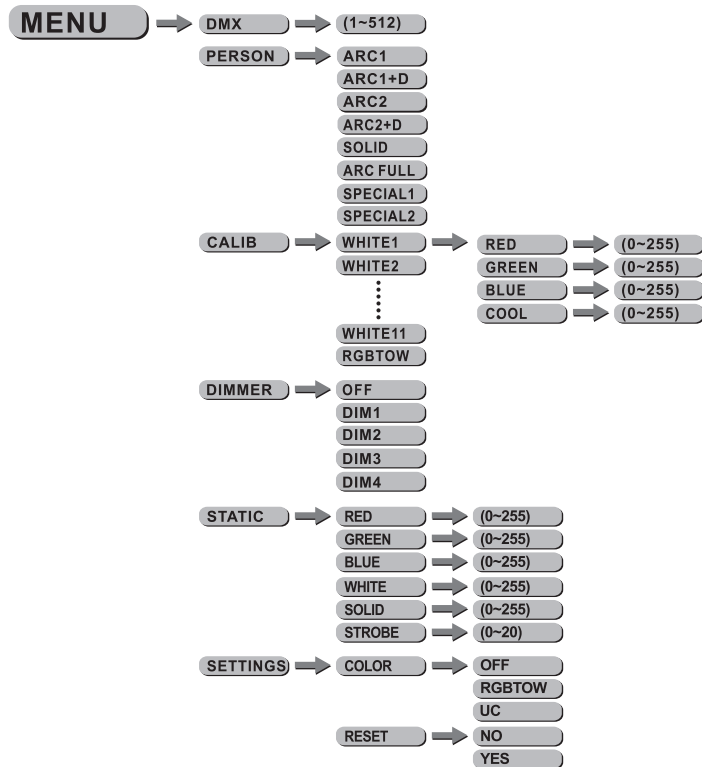 MENU DMX (1~512)
PERSON ARC1
ARC1+D
ARC2
ARC2+D
SOLID
ARC FULL
SPECIAL1
SPECIAL2
CALIB WHITE1 RED (0~255)
WHITE2 GREEN (0~255)
BLUE (0~255)
COOL (0~255)
WHITE11
RGBTOW
DIMMER OFF
DIM1
DIM2
DIM3
DIM4
STATIC RED (0~255)
GREEN (0~255)
BLUE (0~255)
WHITE (0~255)
SOLID (0~255)
STROBE (0~20)
SETTINGS COLOR OFF
RGBTOW
UC
RESET NO
YES